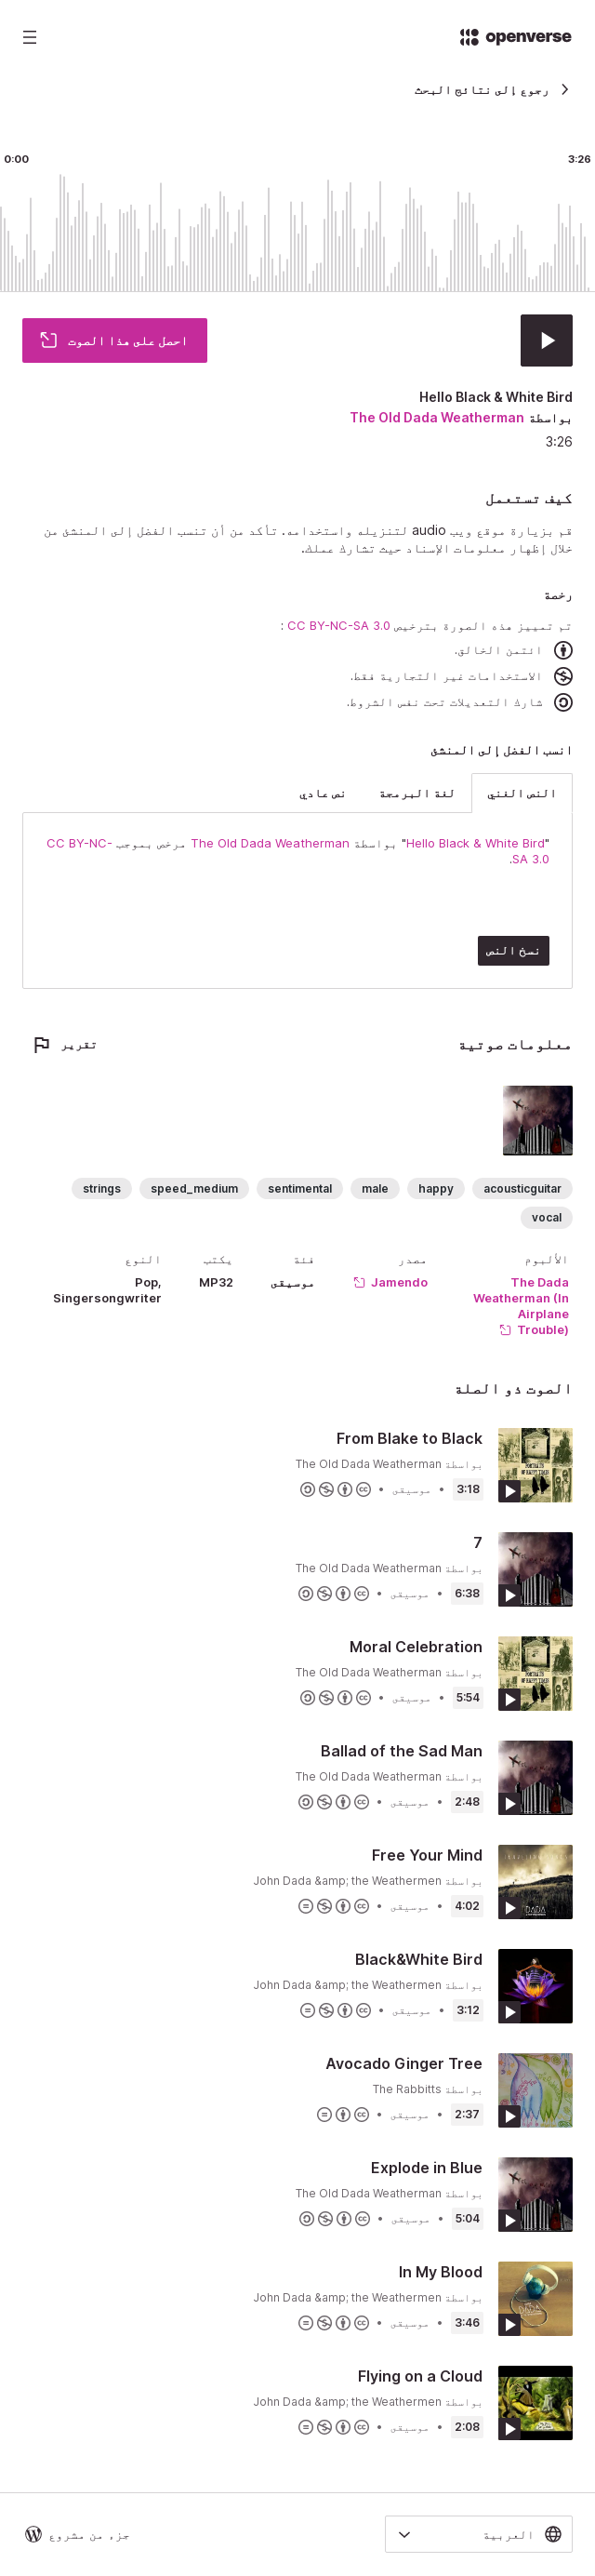 openverse
رجوع إلى نتائج البحث
0:00
3:26
احصل على هذا الصوت
Hello Black & White Bird
بواسطة The Old Dada Weatherman
3:26
كيف تستعمل
قم بزيارة موقع ويب audio لتنزيله واستخدامه. تأكد من أن تنسب الفضل إلى المنشئ من
خلال إظهار معلومات الإسناد حيث تشارك عملك.
رخصة
تم تمييز هذه الصورة بترخيص CC BY-NC-SA 3.0 :
ائتمن الخالق.
الاستخدامات غير التجارية فقط.
شارك التعديلات تحت نفس الشروط.
انسب الفضل إلى المنشئ
النص الغني
لغة البرمجة
نص عادي
"Hello Black & White Bird" بواسطة The Old Dada Weatherman مرخص بموجب CC BY-NC-
SA 3.0.
نسخ النص
معلومات صوتية
تقرير
acousticguitar
happy
male
sentimental
speed_medium
strings
vocal
الألبوم
The Dada
Weatherman (In
Airplane
Trouble)
مصدر
Jamendo
فئة
موسيقى
يكتب
MP32
النوع
Pop,
Singersongwriter
الصوت ذو الصلة
From Blake to Black
بواسطة The Old Dada Weatherman
3:18 • موسيقى •
7
بواسطة The Old Dada Weatherman
6:38 • موسيقى •
Moral Celebration
بواسطة The Old Dada Weatherman
5:54 • موسيقى •
Ballad of the Sad Man
بواسطة The Old Dada Weatherman
2:48 • موسيقى •
Free Your Mind
بواسطة John Dada &amp; the Weathermen
4:02 • موسيقى •
Black&White Bird
بواسطة John Dada &amp; the Weathermen
3:12 • موسيقى •
Avocado Ginger Tree
بواسطة The Rabbitts
2:37 • موسيقى •
Explode in Blue
بواسطة The Old Dada Weatherman
5:04 • موسيقى •
In My Blood
بواسطة John Dada &amp; the Weathermen
3:46 • موسيقى •
Flying on a Cloud
بواسطة John Dada &amp; the Weathermen
2:08 • موسيقى •
العربية
جزء من مشروع